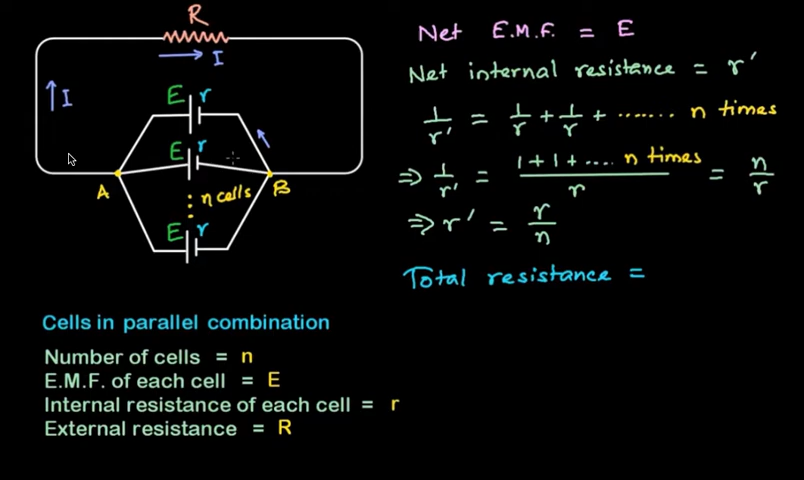 R
I
I
E r
E r
A
n cells
B
E r
Cells in parallel combination
Number of cells = n
E.M.F. of each cell = E
Internal resistance of each cell = r
External resistance = R
Net E.M.F. = E
Net internal resistance = r'
1/r' = 1/r + 1/r + ....... n times
⇒ 1/r' = (1 + 1 + .... n times)/r = n/r
⇒ r' = r/n
Total resistance =